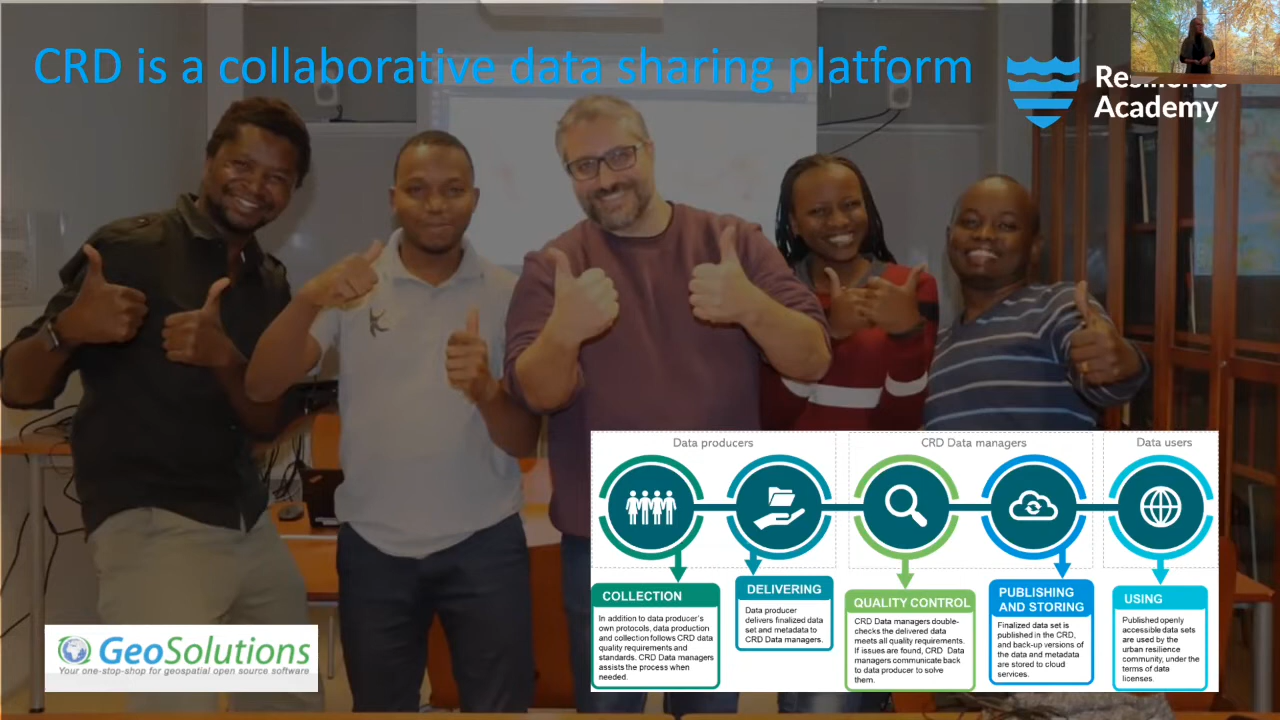 CRD is a collaborative data sharing platform
Academy
Data producers
CRD Data managers
Data users
COLLECTION
In addition to data producer's
own protocols, data production
and collection follows CRD data
quality requirements and
standards. CRD Data managers
assists the process when
needed.
DELIVERING
Data producer
delivers finalized data
set and metadata to
CRD Data managers.
QUALITY CONTROL
CRD Data managers double-
checks the delivered data
meets all quality requirements.
If issues are found, CRD Data
managers communicate back
to data producer to solve
them.
PUBLISHING
AND STORING
Finalized data set is
published in the CRD,
and back-up versions of
the data and metadata
are stored to cloud
services.
USING
Published openly
accessible data sets
are used by the
urban resilience
community, under the
terms of data
licenses.
GeoSolutions
Your one-stop-shop for geospatial open source software